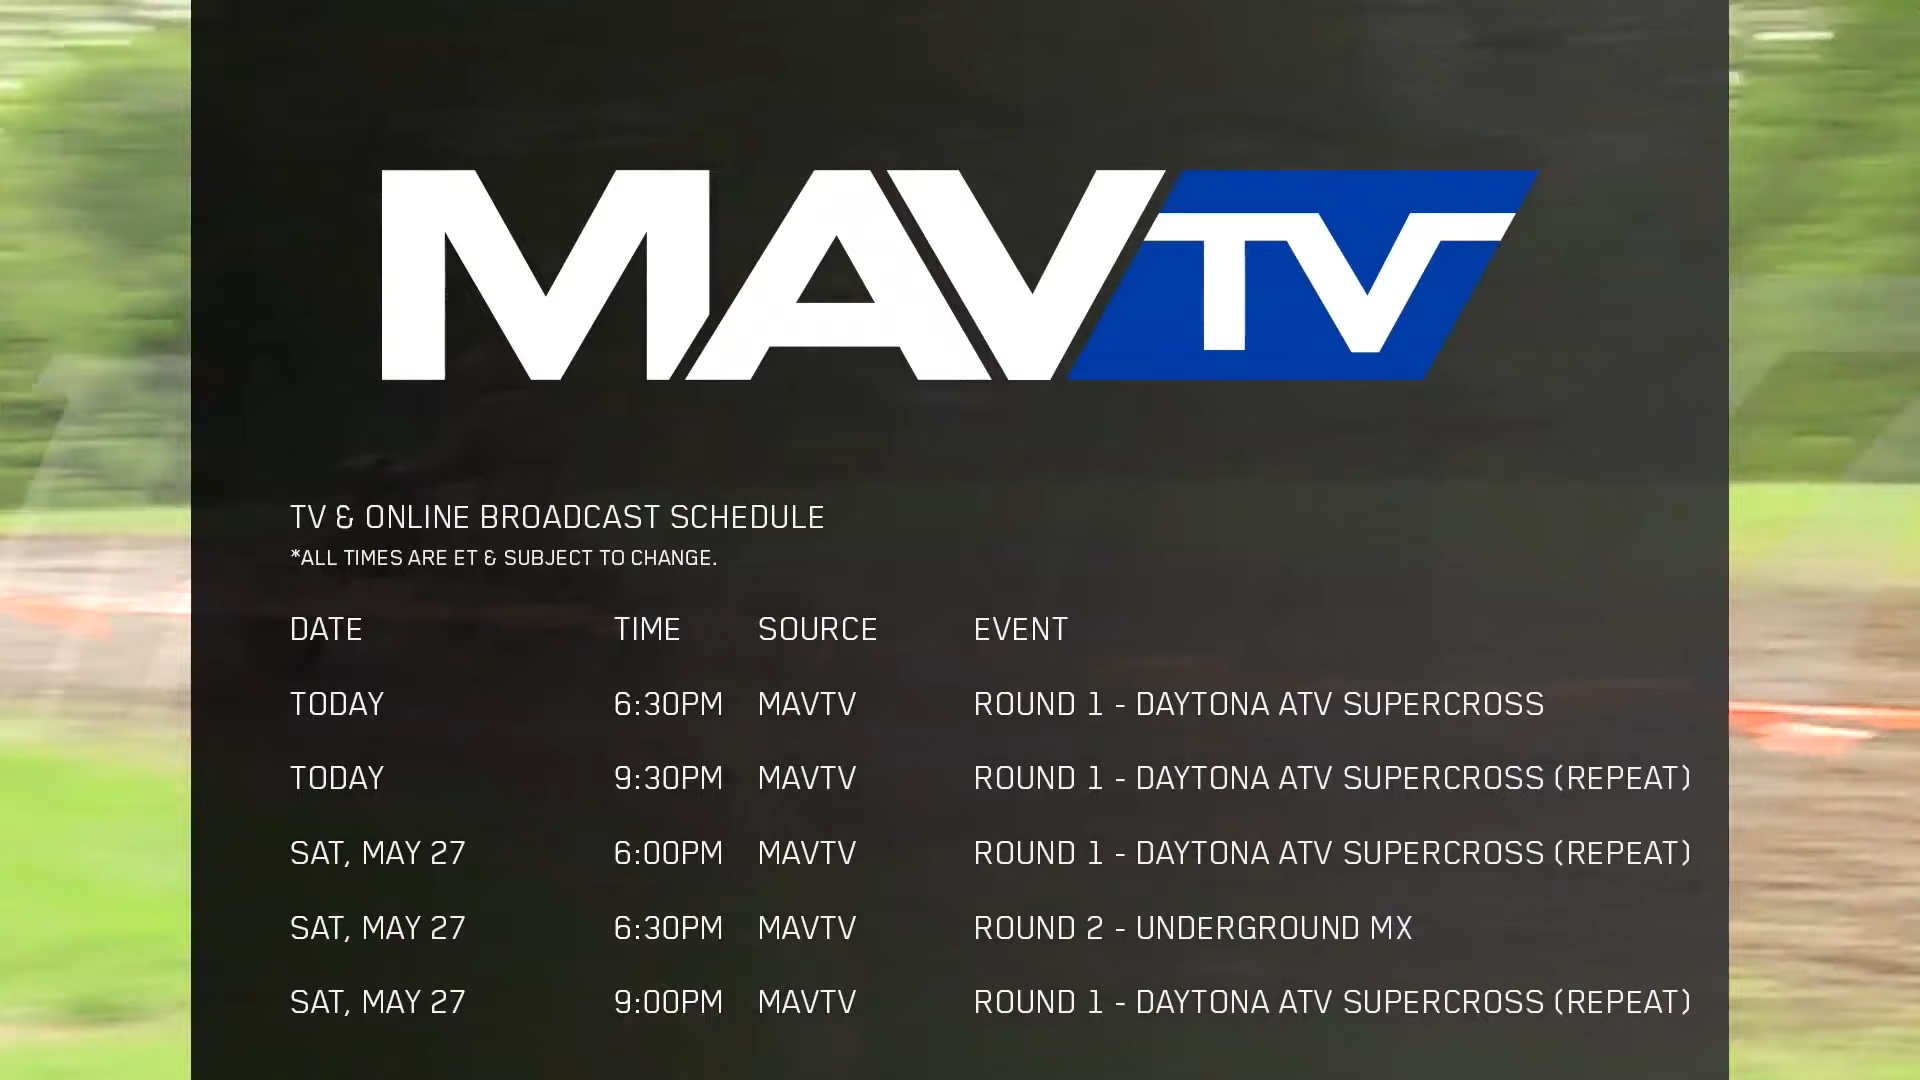 MAVTV
TV & ONLINE BROADCAST SCHEDULE
*ALL TIMES ARE ET & SUBJECT TO CHANGE.
DATE TIME SOURCE EVENT
TODAY 6:30PM MAVTV ROUND 1 - DAYTONA ATV SUPERCROSS
TODAY 9:30PM MAVTV ROUND 1 - DAYTONA ATV SUPERCROSS (REPEAT)
SAT, MAY 27 6:00PM MAVTV ROUND 1 - DAYTONA ATV SUPERCROSS (REPEAT)
SAT, MAY 27 6:30PM MAVTV ROUND 2 - UNDERGROUND MX
SAT, MAY 27 9:00PM MAVTV ROUND 1 - DAYTONA ATV SUPERCROSS (REPEAT)